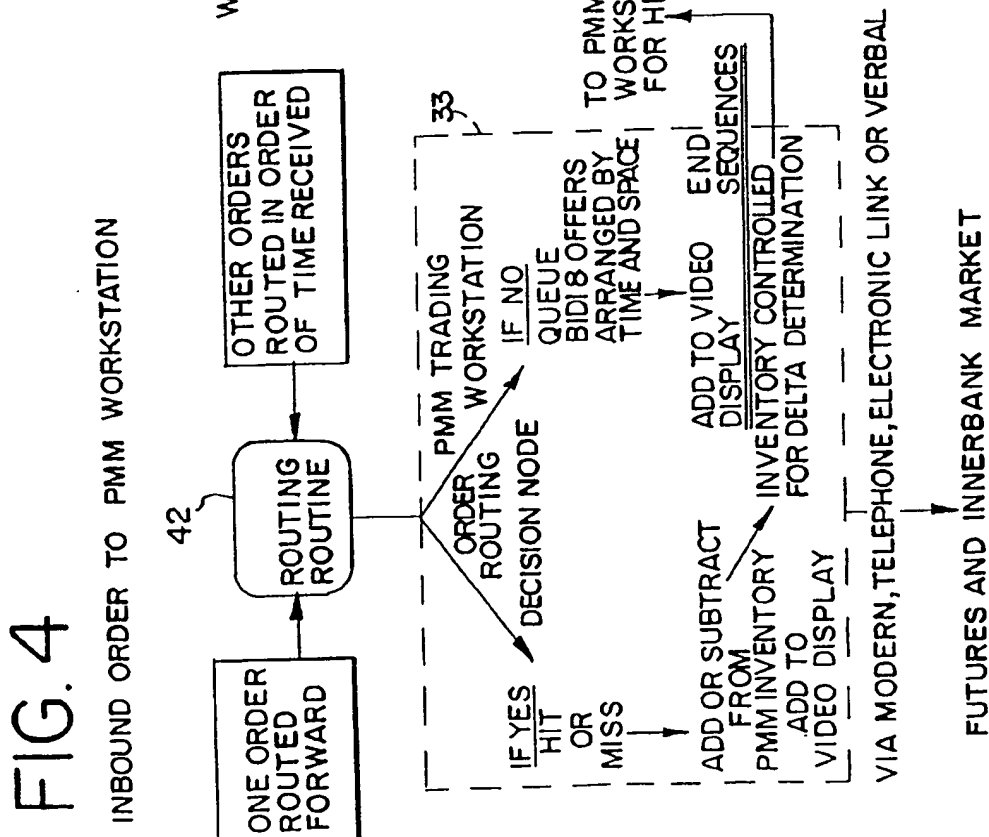 FIG. 4
INBOUND ORDER TO PMM WORKSTATION
ONE ORDER
ROUTED
FORWARD
42
ROUTING
ROUTINE
OTHER ORDERS
ROUTED IN ORDER
OF TIME RECEIVED
W
33
PMM TRADING
WORKSTATION
ORDER
ROUTING
DECISION NODE
IF YES
HIT
OR
MISS
IF NO
QUEUE
BIDI 8 OFFERS
ARRANGED BY
TIME AND SPACE
ADD OR SUBTRACT
FROM
PMM INVENTORY
ADD TO
VIDEO DISPLAY
ADD TO VIDEO
DISPLAY
END
SEQUENCES
INVENTORY CONTROLLED
FOR DELTA DETERMINATION
TO PMM
WORKS
FOR HI
VIA MODERN, TELEPHONE, ELECTRONIC LINK OR VERBAL
FUTURES AND INNERBANK MARKET